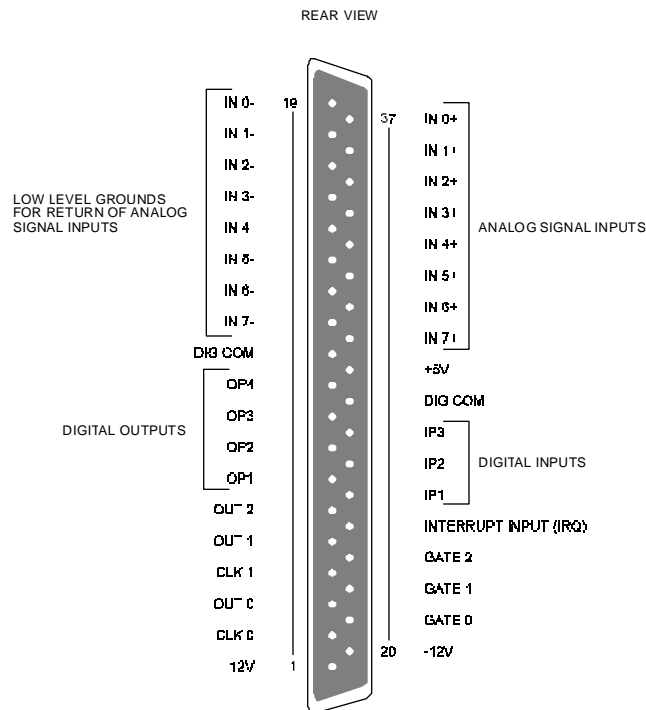 REAR VIEW
IN 0- 19
37 IN 0+
IN 1-
IN 1+
IN 2-
IN 2+
IN 3-
IN 3+
IN 4
IN 4+
IN 5-
IN 5+
IN 6-
IN 6+
IN 7-
IN 7+
LOW LEVEL GROUNDS
FOR RETURN OF ANALOG
SIGNAL INPUTS
ANALOG SIGNAL INPUTS
DIG COM
+5V
OP4
DIG COM
OP3
IP3
OP2
IP2
OP1
IP1
DIGITAL OUTPUTS
DIGITAL INPUTS
OUT 2
INTERRUPT INPUT (IRQ)
OUT 1
GATE 2
CLK 1
GATE 1
OUT 0
GATE 0
CLK 0
20 -12V
12V 1